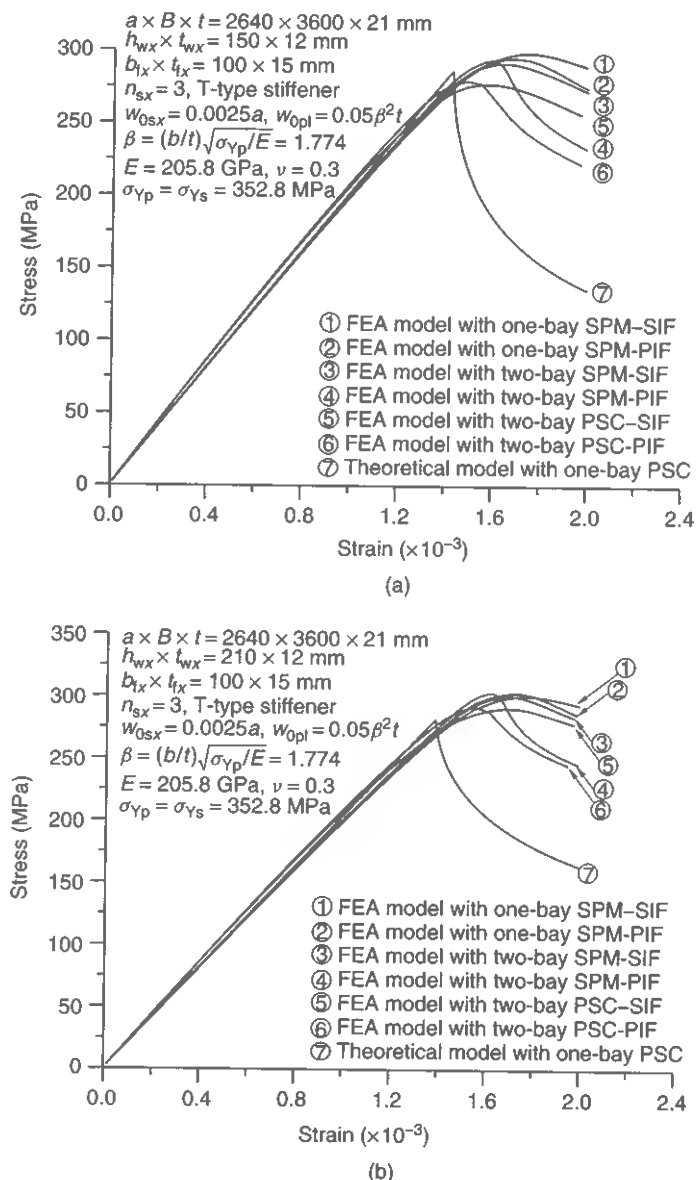 a × B × t = 2640 × 3600 × 21 mm
h_wx × t_wx = 150 × 12 mm
b_fx × t_fx = 100 × 15 mm
n_sx = 3, T-type stiffener
w_0sx = 0.0025a, w_0pl = 0.05β²t
β = (b/t)√σ_Yp/E = 1.774
E = 205.8 GPa, ν = 0.3
σ_Yp = σ_Ys = 352.8 MPa
300
250
200
150
100
50
0
Stress (MPa)
①
②
③
⑤
④
⑥
⑦
① FEA model with one-bay SPM–SIF
② FEA model with one-bay SPM-PIF
③ FEA model with two-bay SPM-SIF
④ FEA model with two-bay SPM-PIF
⑤ FEA model with two-bay PSC–SIF
⑥ FEA model with two-bay PSC-PIF
⑦ Theoretical model with one-bay PSC
0.0 0.4 0.8 1.2 1.6 2.0 2.4
Strain (×10⁻³)
(a)
a × B × t = 2640 × 3600 × 21 mm
h_wx × t_wx = 210 × 12 mm
b_fx × t_fx = 100 × 15 mm
n_sx = 3, T-type stiffener
w_0sx = 0.0025a, w_0pl = 0.05β²t
β = (b/t)√σ_Yp/E = 1.774
E = 205.8 GPa, ν = 0.3
σ_Yp = σ_Ys = 352.8 MPa
350
300
250
200
150
100
50
0
Stress (MPa)
①
②
③
⑤
④
⑥
⑦
① FEA model with one-bay SPM–SIF
② FEA model with one-bay SPM-PIF
③ FEA model with two-bay SPM-SIF
④ FEA model with two-bay SPM-PIF
⑤ FEA model with two-bay PSC–SIF
⑥ FEA model with two-bay PSC-PIF
⑦ Theoretical model with one-bay PSC
0.0 0.4 0.8 1.2 1.6 2.0 2.4
Strain (×10⁻³)
(b)